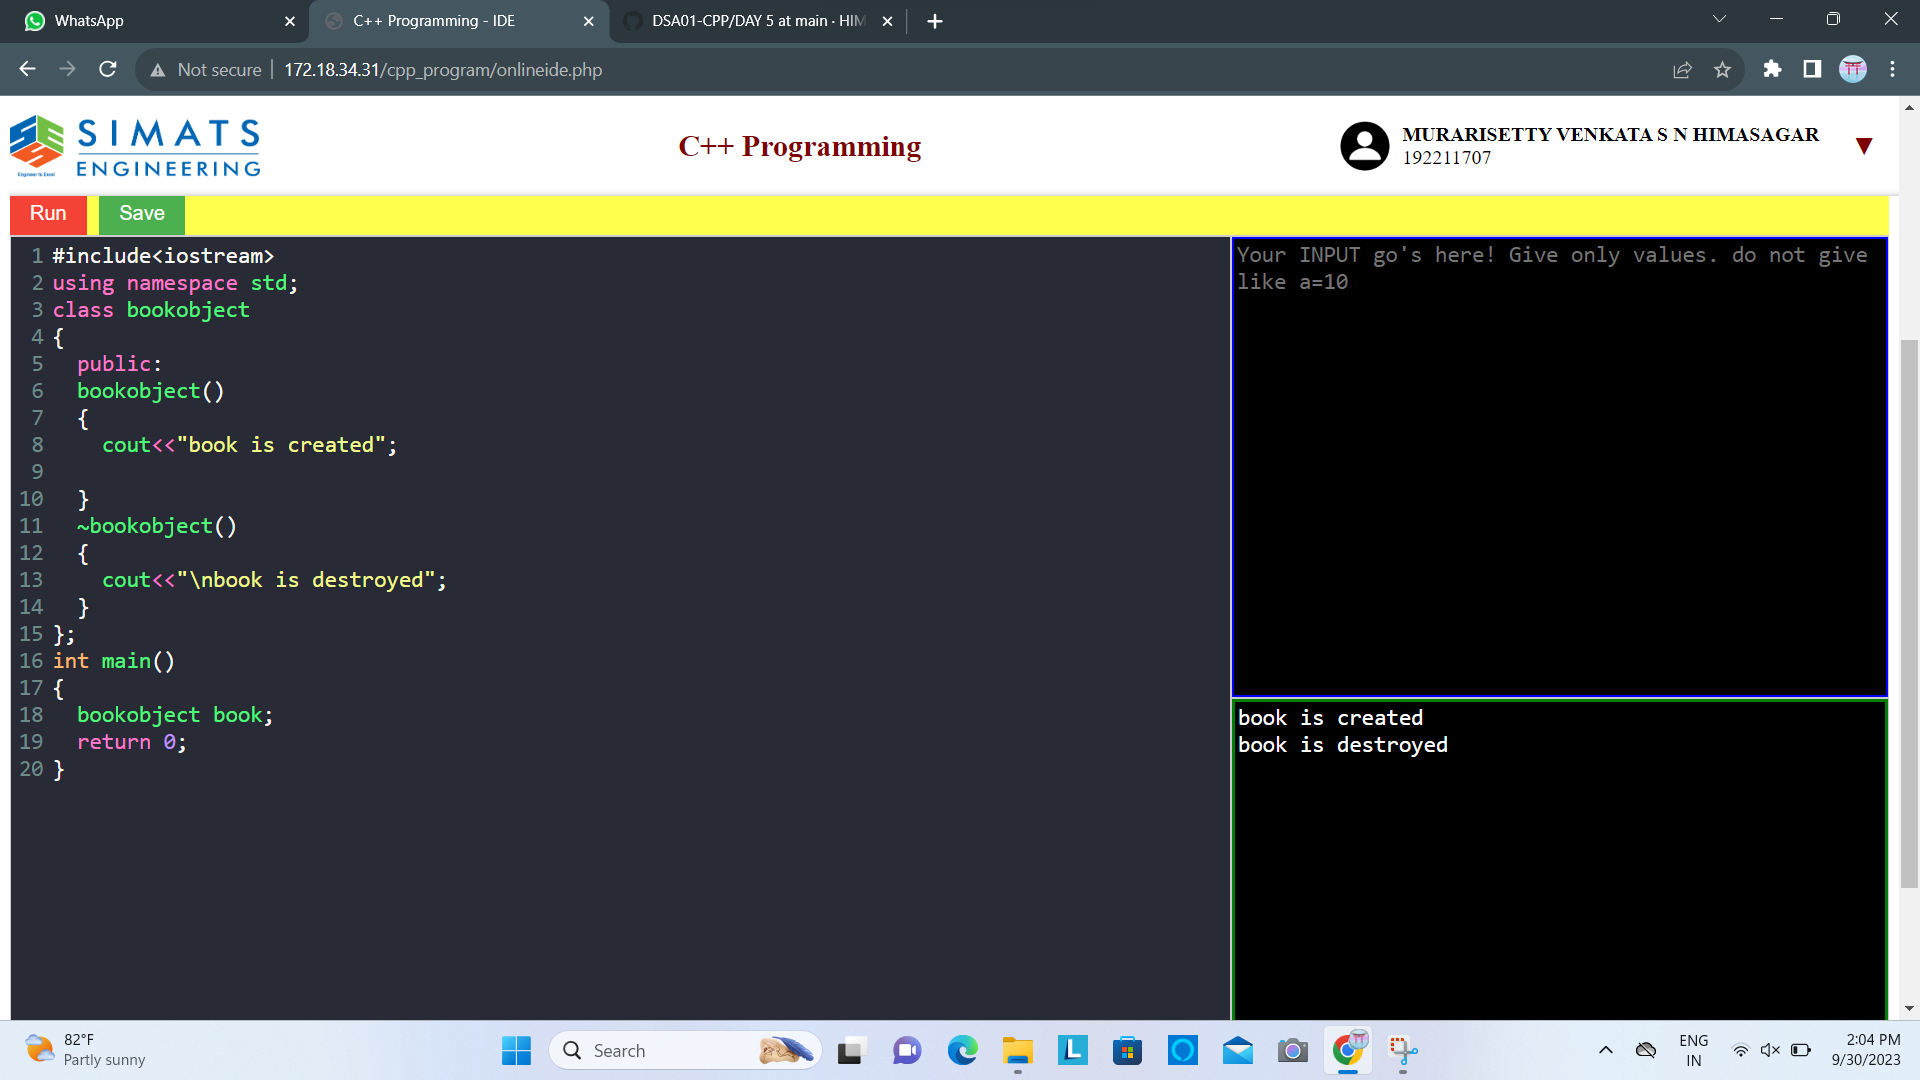 WhatsApp
C++ Programming - IDE
DSA01-CPP/DAY 5 at main · HIM
Not secure 172.18.34.31/cpp_program/onlineide.php
SIMATS
ENGINEERING
Engineer to Excel
C++ Programming
MURARISETTY VENKATA S N HIMASAGAR
192211707
Run Save
1 #include<iostream>
2 using namespace std;
3 class bookobject
4 {
5 public:
6 bookobject()
7 {
8 cout<<"book is created";
9
10 }
11 ~bookobject()
12 {
13 cout<<"\nbook is destroyed";
14 }
15 };
16 int main()
17 {
18 bookobject book;
19 return 0;
20 }
Your INPUT go's here! Give only values. do not give
like a=10
book is created
book is destroyed
82°F
Partly sunny
Search
L
ENG
IN
2:04 PM
9/30/2023